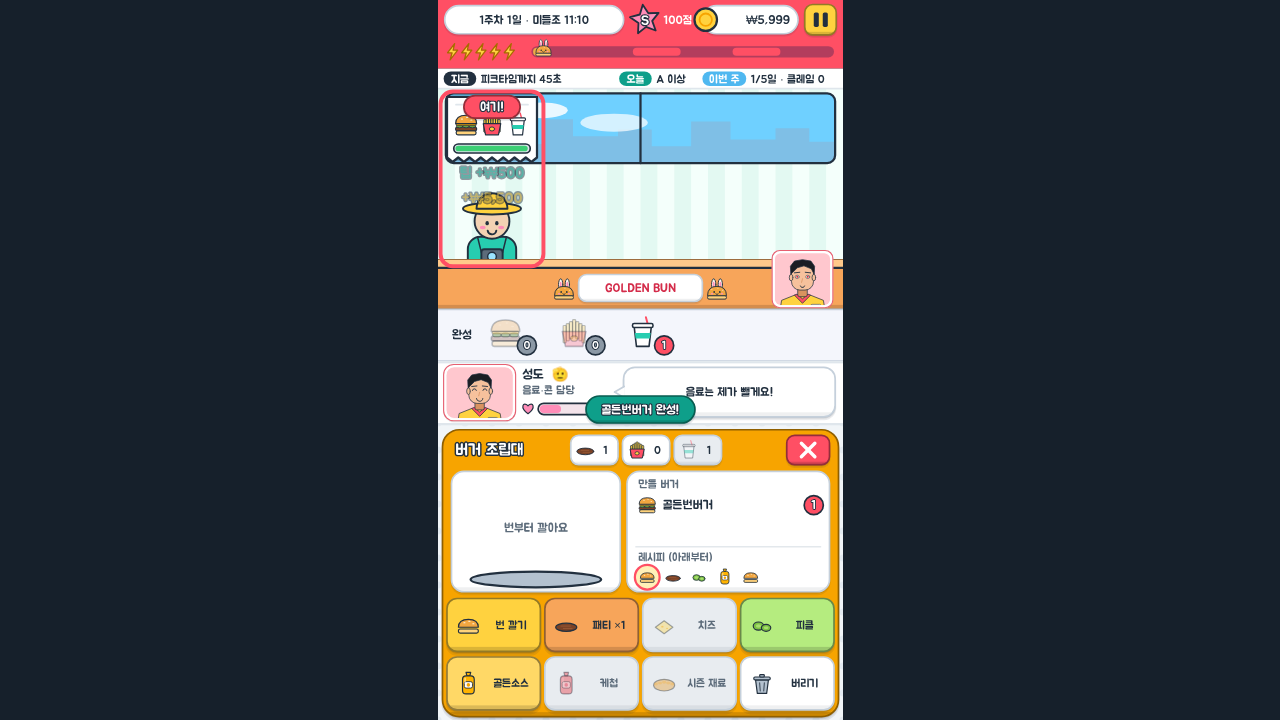 1주차 1일 · 미들조 11:10
S
100점
₩5,999
지금 피크타임까지 45초
오늘 A 이상
이번 주 1/5일 · 클레임 0
여기!
GOLDEN BUN
완성
0
0
1
성도
음료·콘 담당
음료는 제가 뺄게요!
골든번버거 완성!
버거 조립대
1
0
1
번부터 깔아요
만들 버거
골든번버거
1
레시피 (아래부터)
번 깔기
패티 ×1
치즈
피클
골든소스
케첩
시즌 재료
버리기